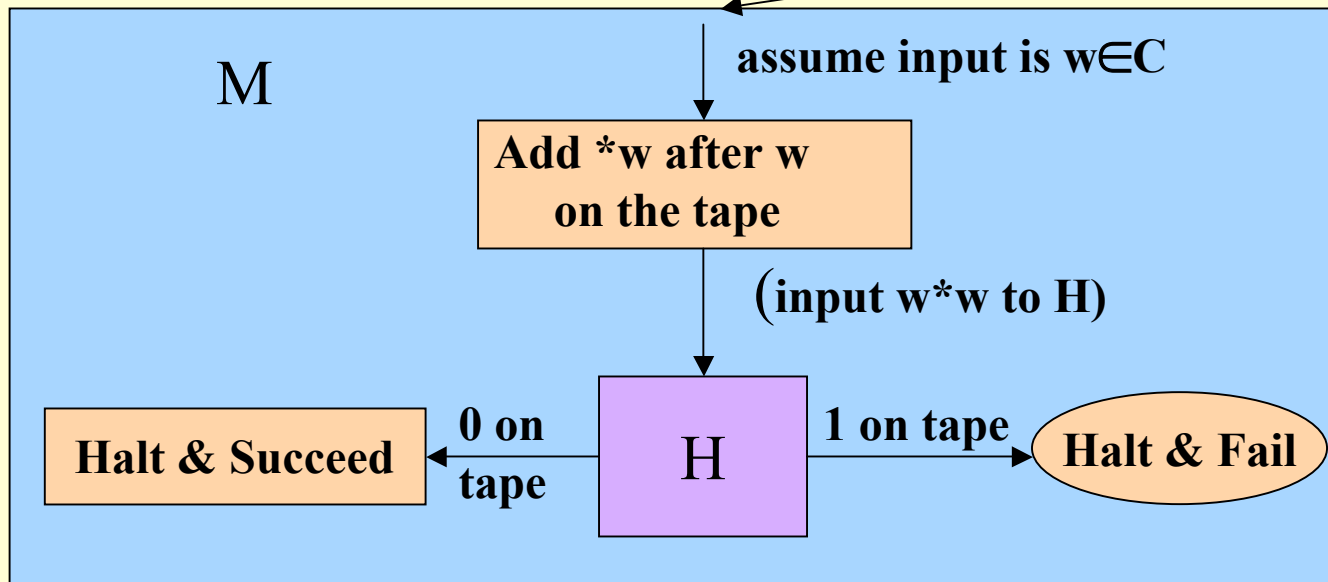 M
assume input is w∈C
Add *w after w
on the tape
(input w*w to H)
Halt & Succeed
0 on
tape
H
1 on tape
Halt & Fail